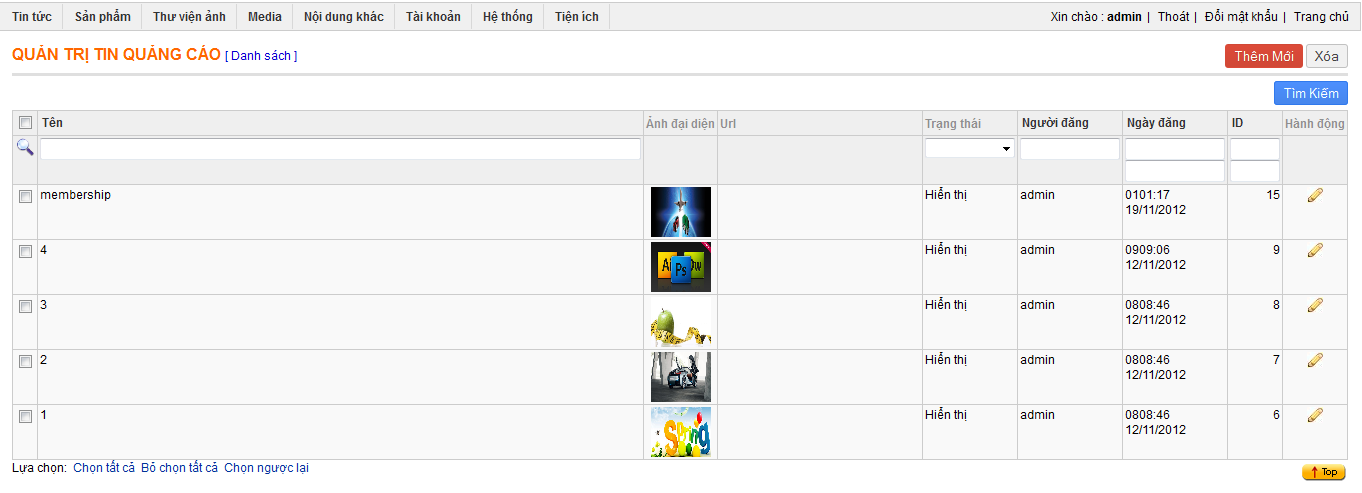 Tin tức Sản phẩm Thư viện ảnh Media Nội dung khác Tài khoản Hệ thống Tiện ích Xin chào : admin | Thoát | Đổi mật khẩu | Trang chủ
QUẢN TRỊ TIN QUẢNG CÁO [ Danh sách ] Thêm Mới Xóa
Tìm Kiếm
Tên Ảnh đại diện Url Trạng thái Người đăng Ngày đăng ID Hành động
membership Hiển thị admin 0101:17 15
19/11/2012
4 Ai Ps Hiển thị admin 0909:06 9
12/11/2012
3 Hiển thị admin 0808:46 8
12/11/2012
2 Hiển thị admin 0808:46 7
12/11/2012
1 Spring Hiển thị admin 0808:46 6
12/11/2012
Lựa chọn: Chọn tất cả Bỏ chọn tất cả Chọn ngược lại Top